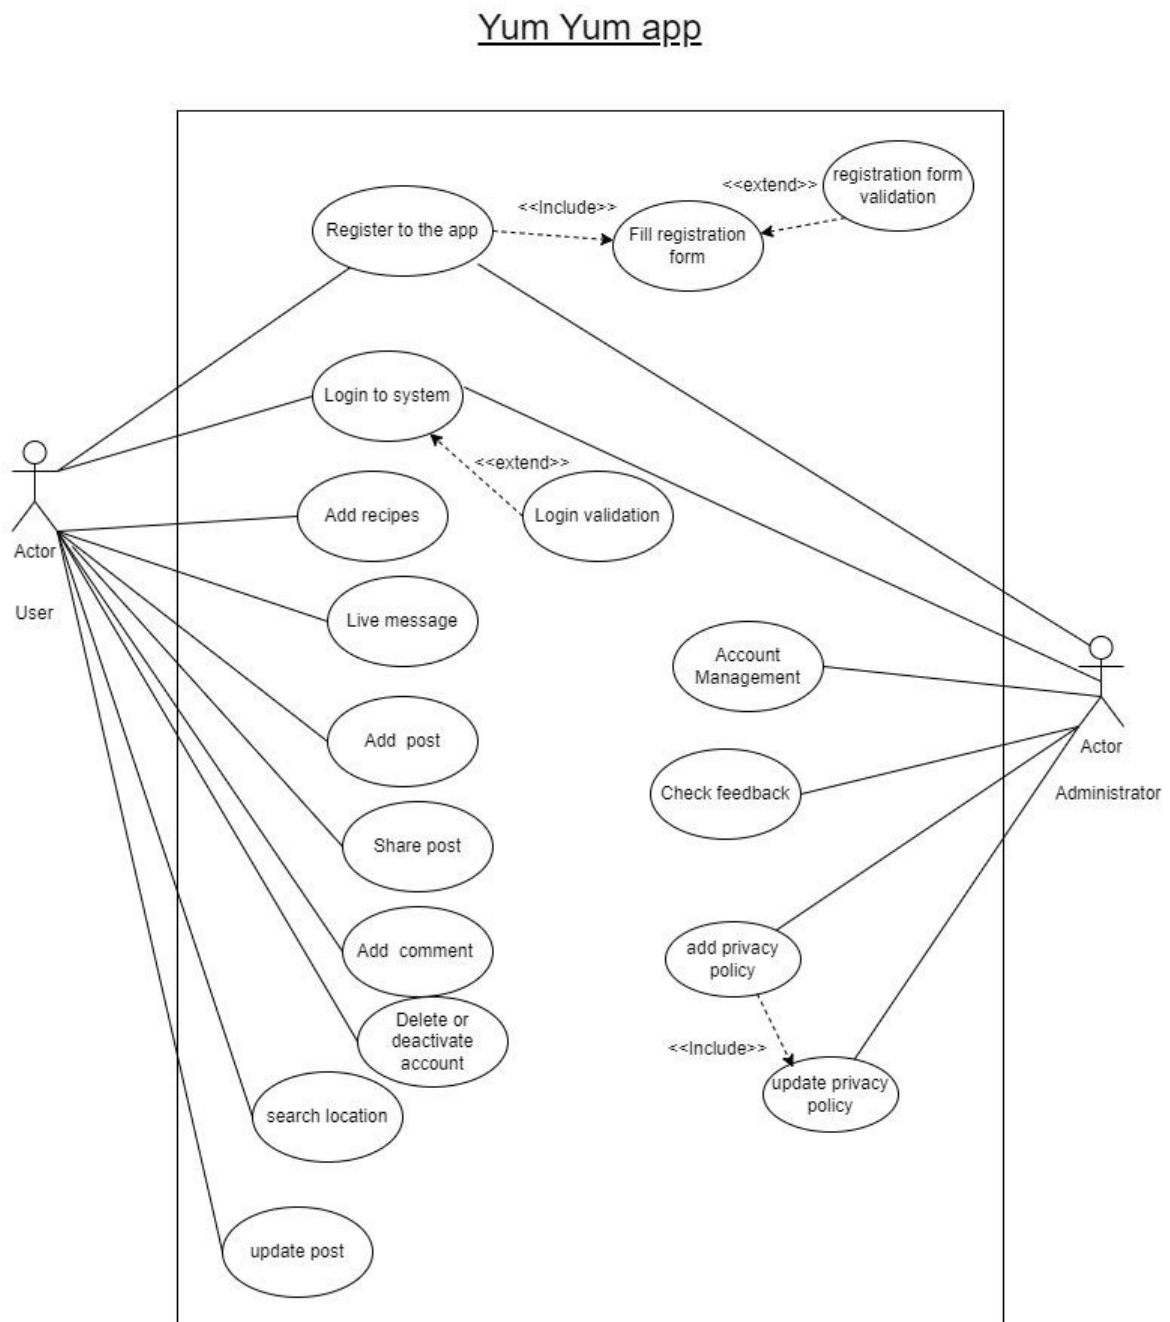 Yum Yum app
registration form
validation
<<extend>>
<<Include>>
Register to the app
Fill registration
form
Login to system
<<extend>>
Add recipes
Login validation
Actor
User
Live message
Account
Management
Add post
Actor
Check feedback
Administrator
Share post
Add comment
add privacy
policy
Delete or
deactivate
account
<<Include>>
update privacy
policy
search location
update post